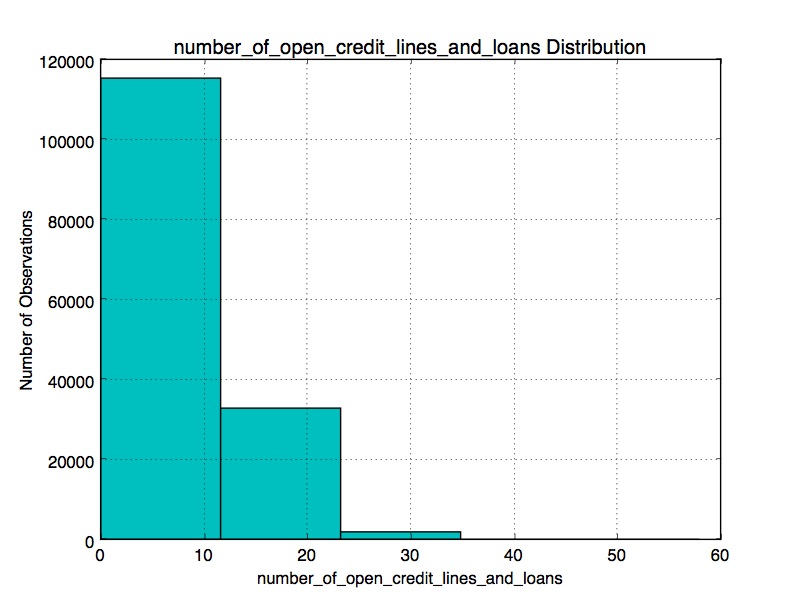 number_of_open_credit_lines_and_loans Distribution
120000
100000
80000
60000
40000
20000
0
Number of Observations
0 10 20 30 40 50 60
number_of_open_credit_lines_and_loans